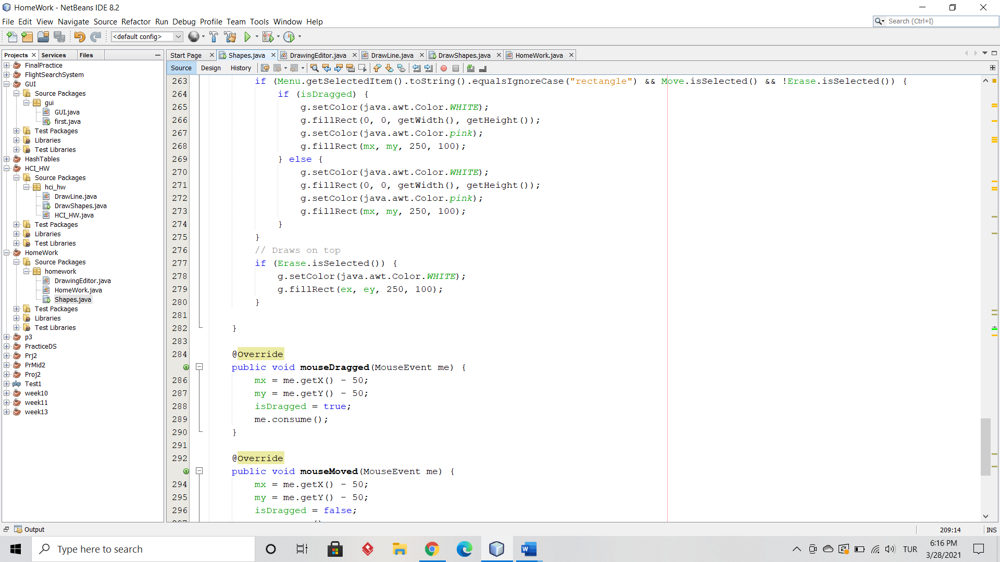 HomeWork - NetBeans IDE 8.2
File Edit View Navigate Source Refactor Run Debug Profile Team Tools Window Help
Search (Ctrl+I)
<default config>
Projects Services Files
Start Page Shapes.java DrawingEditor.java DrawLine.java DrawShapes.java HomeWork.java
Source Design History
FinalPractice
FlightSearchSystem
GUI
Source Packages
gui
GUI.java
first.java
Test Packages
Libraries
Test Libraries
HashTables
HCI_HW
Source Packages
hci_hw
DrawLine.java
DrawShapes.java
HCI_HW.java
Test Packages
Libraries
Test Libraries
HomeWork
Source Packages
homework
DrawingEditor.java
HomeWork.java
Shapes.java
Test Packages
Libraries
Test Libraries
p3
PracticeDS
Prj2
PrMid2
Proj2
php Test1
week10
week11
week13
263 if (Menu.getSelectedItem().toString().equalsIgnoreCase("rectangle") && Move.isSelected() && !Erase.isSelected()) {
264 if (isDragged) {
265 g.setColor(java.awt.Color.WHITE);
266 g.fillRect(0, 0, getWidth(), getHeight());
267 g.setColor(java.awt.Color.pink);
268 g.fillRect(mx, my, 250, 100);
269 } else {
270 g.setColor(java.awt.Color.WHITE);
271 g.fillRect(0, 0, getWidth(), getHeight());
272 g.setColor(java.awt.Color.pink);
273 g.fillRect(mx, my, 250, 100);
274 }
275 }
276 // Draws on top
277 if (Erase.isSelected()) {
278 g.setColor(java.awt.Color.WHITE);
279 g.fillRect(ex, ey, 250, 100);
280 }
281
282 }
283
284 @Override
public void mouseDragged(MouseEvent me) {
286 mx = me.getX() - 50;
287 my = me.getY() - 50;
288 isDragged = true;
289 me.consume();
290 }
291
292 @Override
public void mouseMoved(MouseEvent me) {
294 mx = me.getX() - 50;
295 my = me.getY() - 50;
296 isDragged = false;
Output
209:14 INS
Type here to search
TUR
6:16 PM
3/28/2021